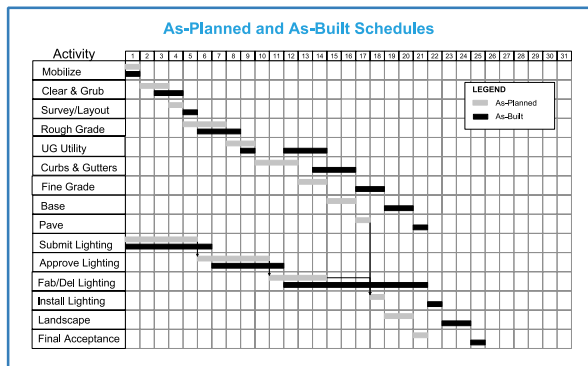 As-Planned and As-Built Schedules
Activity
1 2 3 4 5 6 7 8 9 10 11 12 13 14 15 16 17 18 19 20 21 22 23 24 25 26 27 28 29 30 31
Mobilize
Clear & Grub
Survey/Layout
Rough Grade
UG Utility
Curbs & Gutters
Fine Grade
Base
Pave
Submit Lighting
Approve Lighting
Fab/Del Lighting
Install Lighting
Landscape
Final Acceptance
LEGEND
As-Planned
As-Built